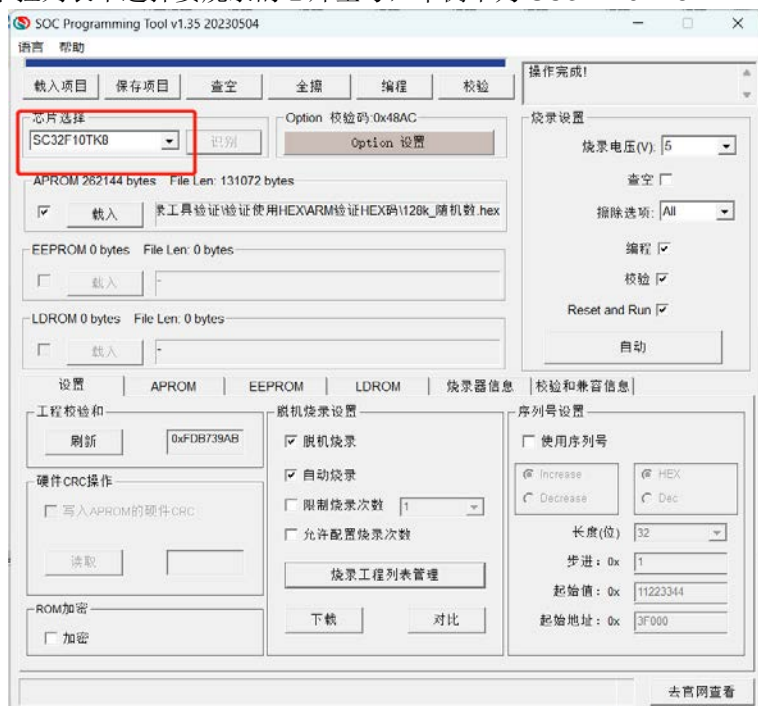 SOC Programming Tool v1.35 20230504
语言 帮助
载入项目 保存项目 查空 全擦 编程 校验
操作完成!
芯片选择
SC32F10TK8 识别
Option 校验码:0x48AC
Option 设置
烧录设置
烧录电压(V): 5
查空
擦除选项: All
编程
校验
Reset and Run
自动
APROM 262144 bytes File Len: 131072 bytes
载入 录工具验证\验证使用HEX\ARM验证HEX码\128k_随机数.hex
EEPROM 0 bytes File Len: 0 bytes
载入 -
LDROM 0 bytes File Len: 0 bytes
载入 -
设置 APROM EEPROM LDROM 烧录器信息 校验和兼容信息
工程校验和
刷新 0xFDB739AB
硬件CRC操作
写入APROM的硬件CRC
读取
ROM加密
加密
脱机烧录设置
脱机烧录
自动烧录
限制烧录次数 1
允许配置烧录次数
烧录工程列表管理
下载 对比
序列号设置
使用序列号
Increase HEX
Decrease Dec
长度(位) 32
步进:0x 1
起始值:0x 11223344
起始地址:0x 3F000
去官网查看